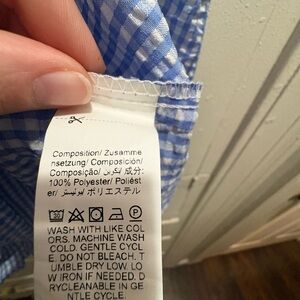 Composition/ Zusamme
nsetzung/ Composición/
Composição/ تكوين/ 成分:
100% Polyester/ Poliést
er/ بوليستر/ ポリエステル
WASH WITH LIKE COL
ORS. MACHINE WASH
COLD. GENTLE CYCL
E. DO NOT BLEACH. T
UMBLE DRY LOW. LO
W IRON IF NEEDED. D
RYCLEANABLE IN GE
NTLE CYCLE.